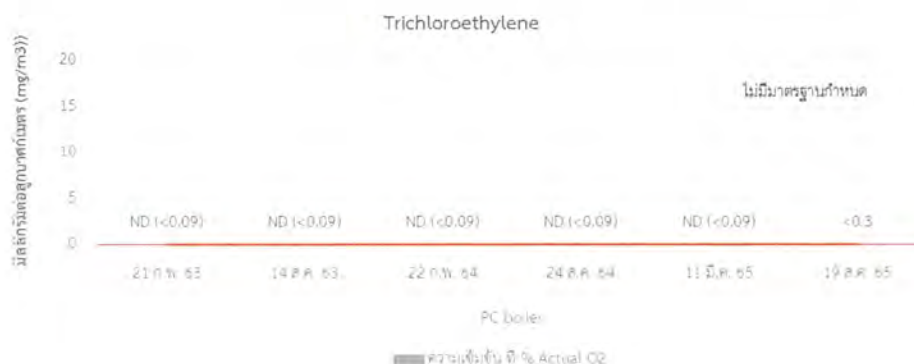 Trichloroethylene
มิลลิกรัมต่อลูกบาศก์เมตร (mg/m3))
20
15
10
5
0
ไม่มีมาตรฐานกำหนด
ND (<0.09) ND (<0.09) ND (<0.09) ND (<0.09) ND (<0.09) <0.3
21 ก.พ. 63 14 ส.ค. 63 22 ก.พ. 64 24 ส.ค. 64 11 มี.ค. 65 19 ส.ค. 65
PC boiler
ความเข้มข้น ที่ % Actual O2